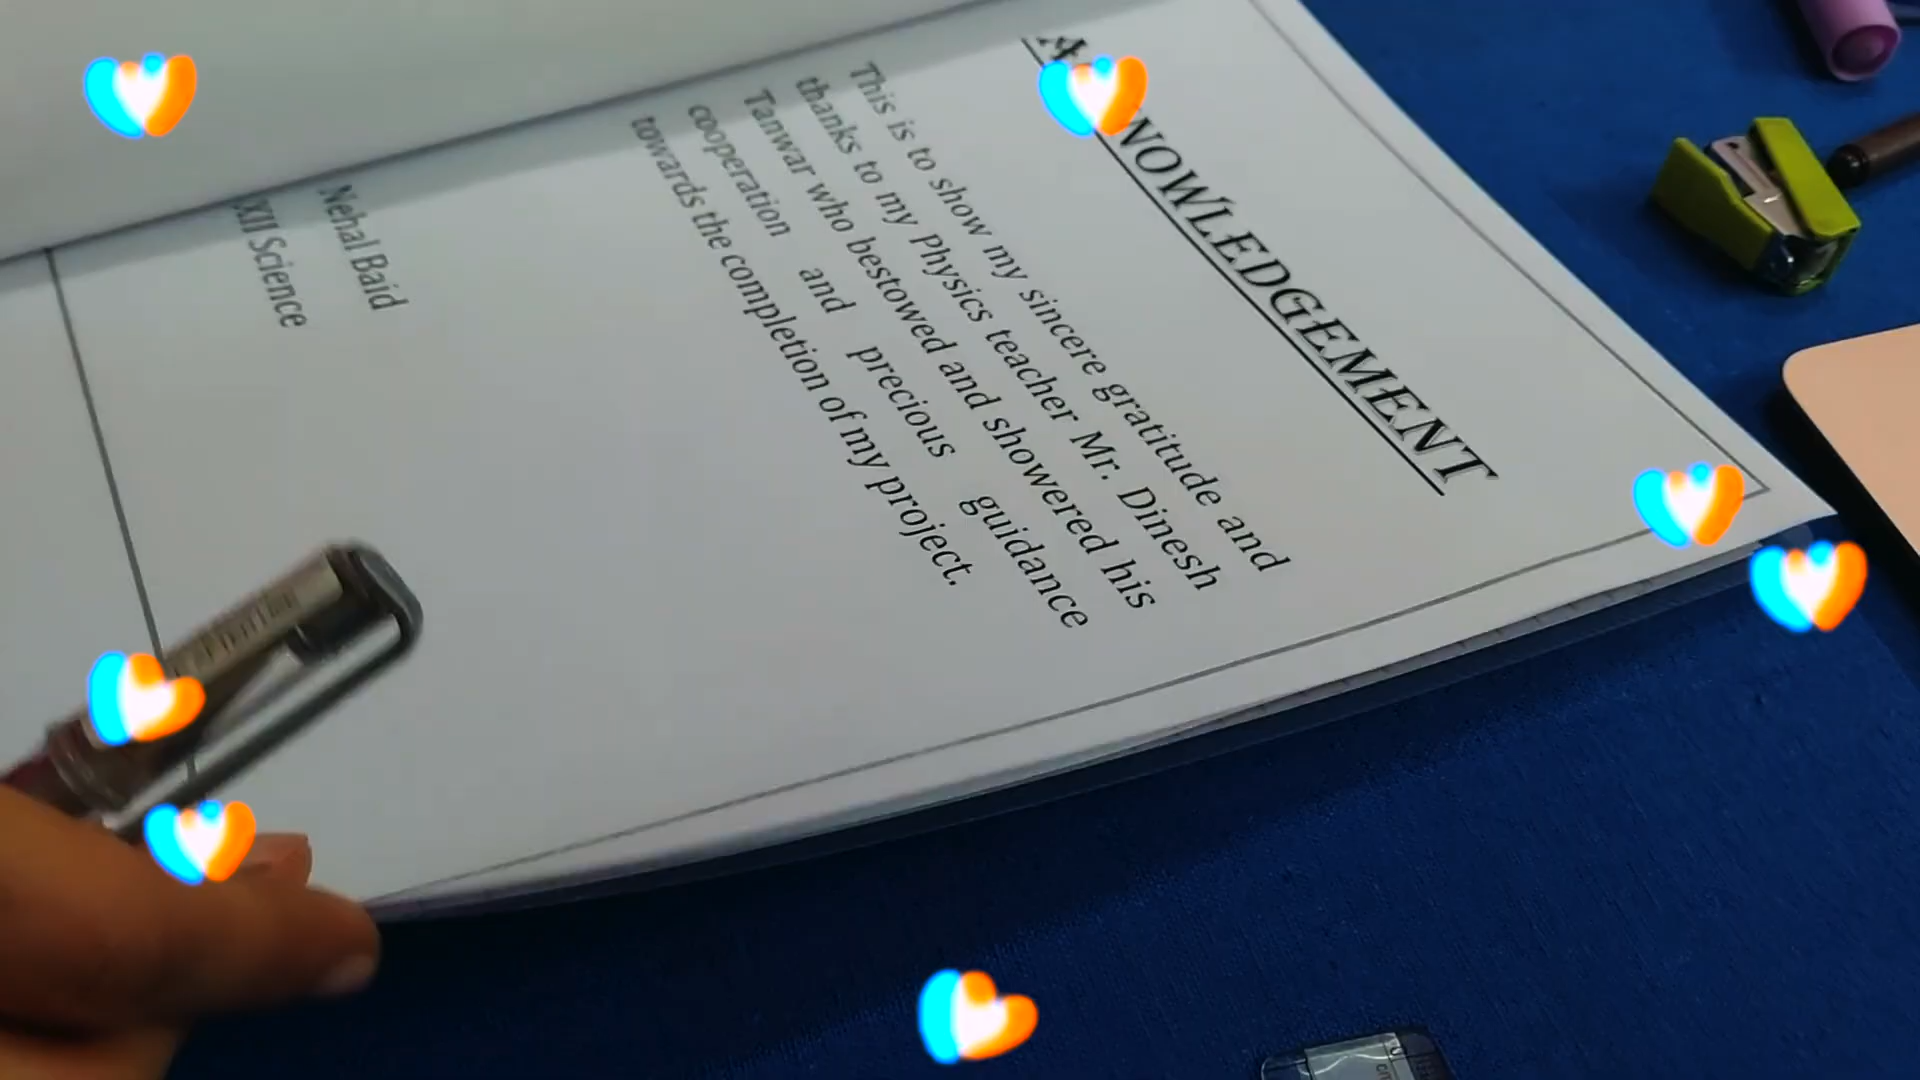 ACKNOWLEDGEMENT
This is to show my sincere gratitude and
thanks to my Physics teacher Mr. Dinesh
Tanwar who bestowed and showered his
cooperation and precious guidance
towards the completion of my project.
Nehal Baid
XII Science